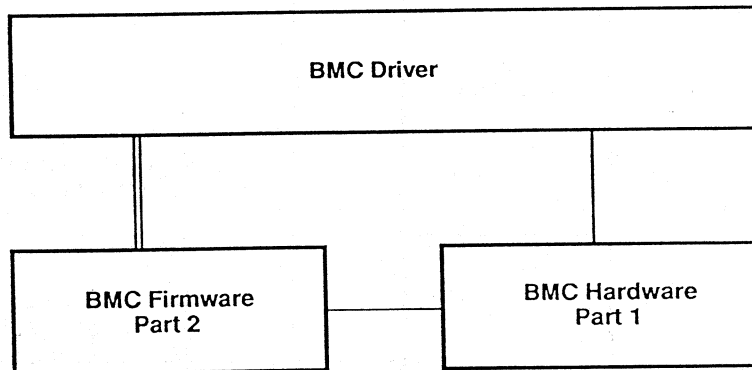 BMC Driver
BMC Firmware
Part 2
BMC Hardware
Part 1